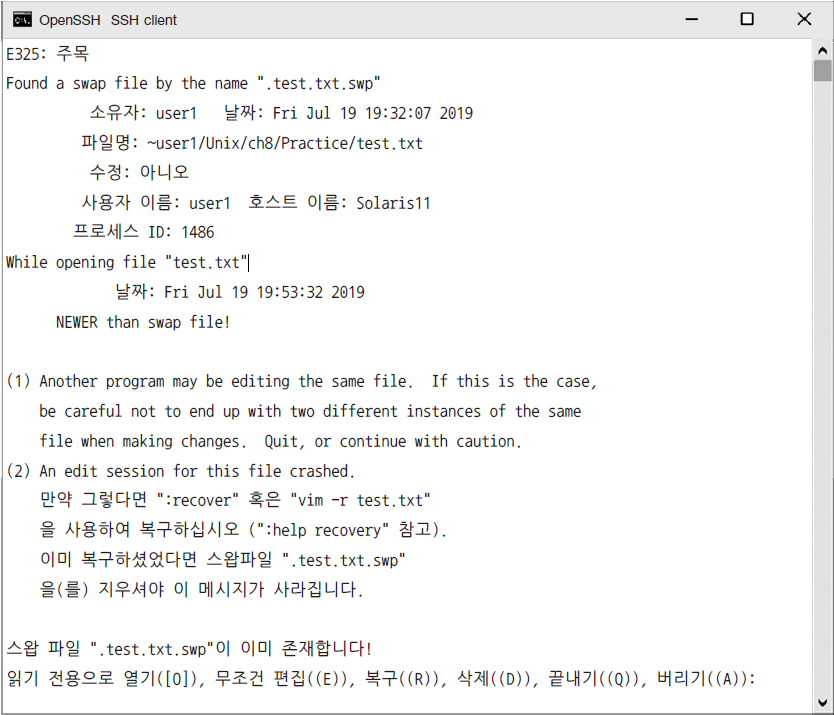 OpenSSH SSH client
E325: 주목
Found a swap file by the name ".test.txt.swp"
소유자: user1 날짜: Fri Jul 19 19:32:07 2019
파일명: ~user1/Unix/ch8/Practice/test.txt
수정: 아니오
사용자 이름: user1 호스트 이름: Solaris11
프로세스 ID: 1486
While opening file "test.txt"
날짜: Fri Jul 19 19:53:32 2019
NEWER than swap file!
(1) Another program may be editing the same file. If this is the case,
be careful not to end up with two different instances of the same
file when making changes. Quit, or continue with caution.
(2) An edit session for this file crashed.
만약 그렇다면 ":recover" 혹은 "vim -r test.txt"
을 사용하여 복구하십시오 (":help recovery" 참고).
이미 복구하셨었다면 스왑파일 ".test.txt.swp"
을(를) 지우셔야 이 메시지가 사라집니다.
스왑 파일 ".test.txt.swp"이 이미 존재합니다!
읽기 전용으로 열기([O]), 무조건 편집((E)), 복구((R)), 삭제((D)), 끝내기((Q)), 버리기((A)):